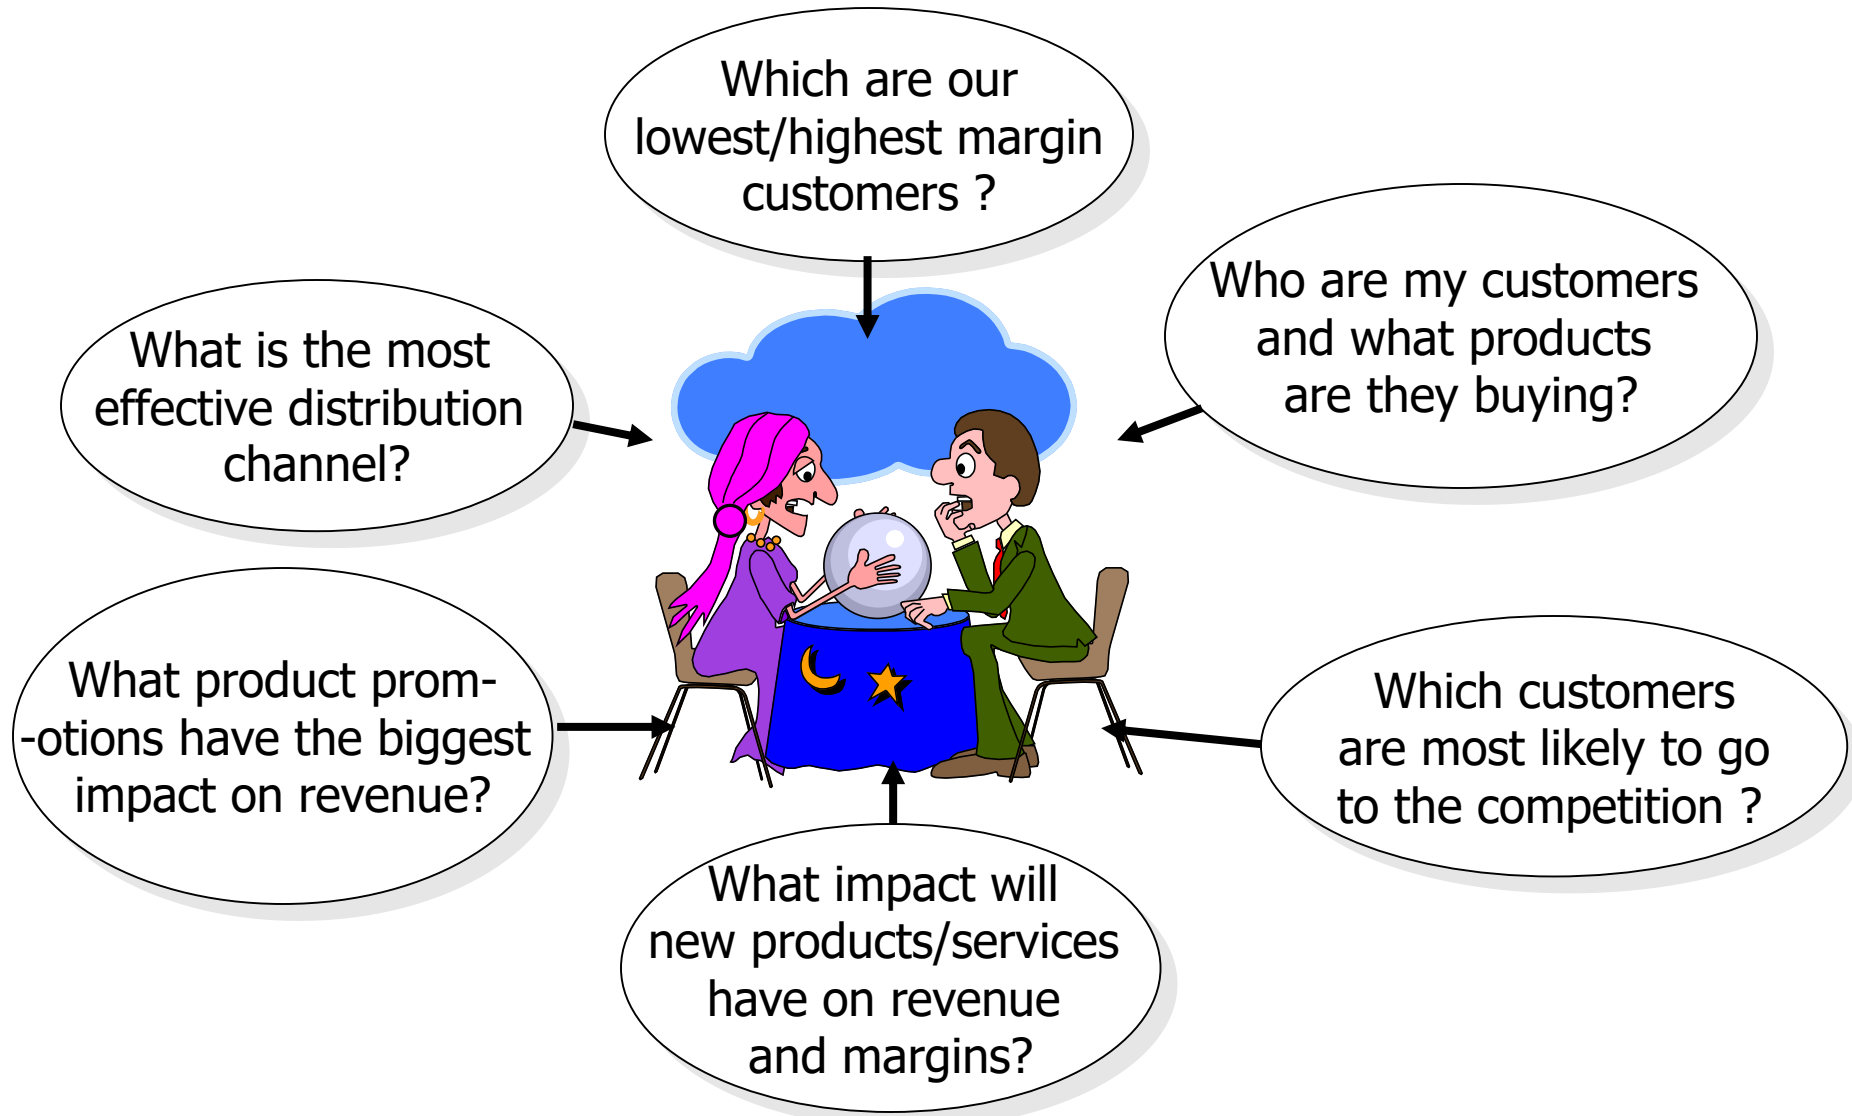 Which are our
lowest/highest margin
customers ?
Who are my customers
and what products
are they buying?
What is the most
effective distribution
channel?
What product prom-
-otions have the biggest
impact on revenue?
Which customers
are most likely to go
to the competition ?
What impact will
new products/services
have on revenue
and margins?